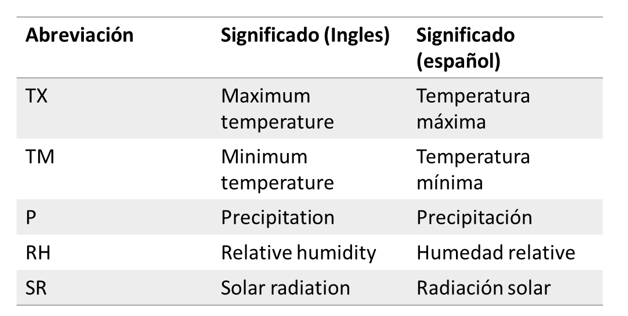 Abreviación Significado (Ingles) Significado
(español)
TX Maximum Temperatura
temperature máxima
TM Minimum Temperatura
temperature mínima
P Precipitation Precipitación
RH Relative humidity Humedad relative
SR Solar radiation Radiación solar